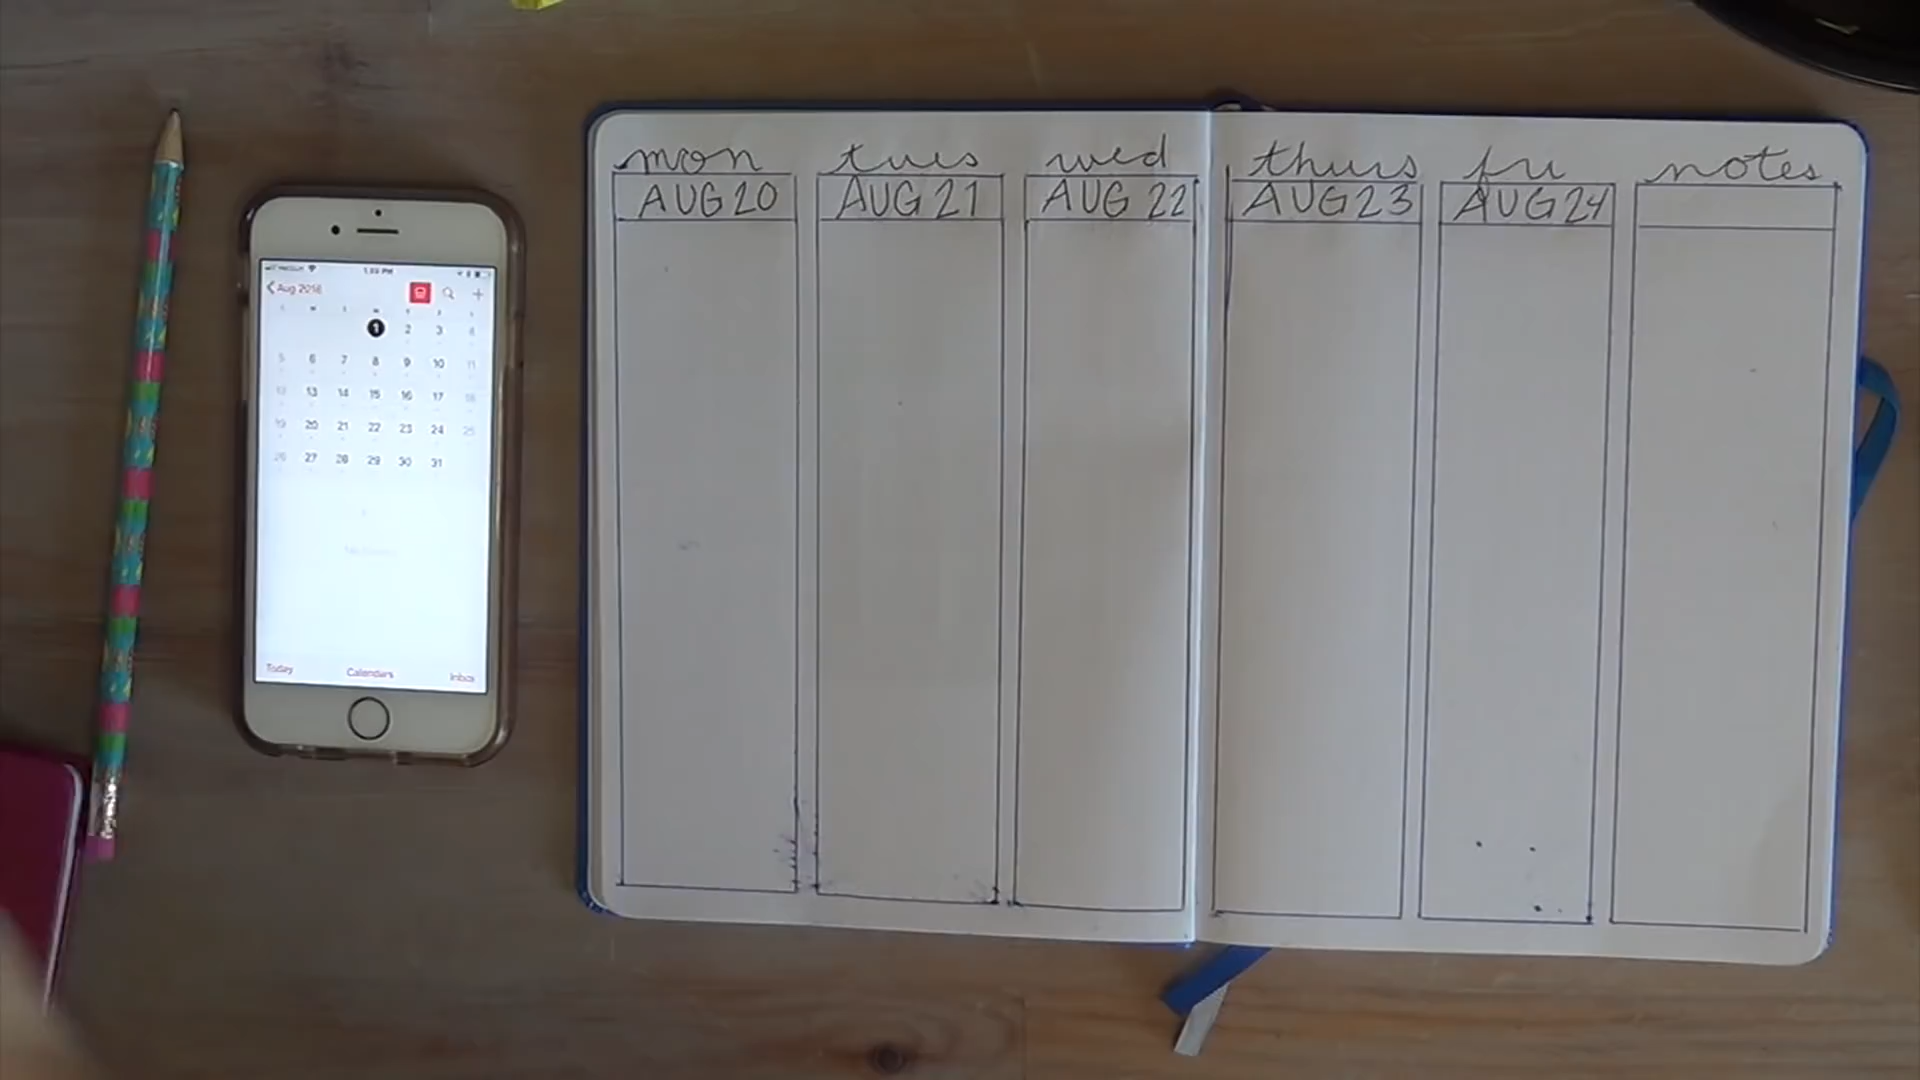 Aug 2018
1 2 3 4
5 6 7 8 9 10 11
12 13 14 15 16 17 18
19 20 21 22 23 24 25
26 27 28 29 30 31
Today Calendars Inbox
mon tues wed thurs fri notes
AUG 20 AUG 21 AUG 22 AUG 23 AUG 24